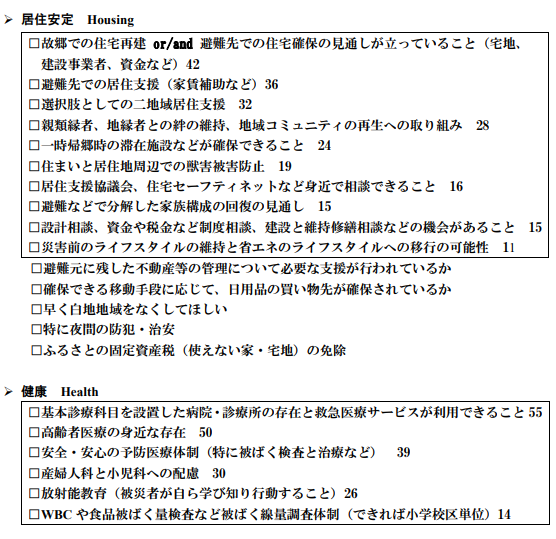 ➢ 居住安定 Housing
□故郷での住宅再建 or/and 避難先での住宅確保の見通しが立っていること（宅地、
建設事業者、資金など）42
□避難先での居住支援（家賃補助など）36
□選択肢としての二地域居住支援 32
□親類縁者、地縁者との絆の維持、地域コミュニティの再生への取り組み 28
□一時帰郷時の滞在施設などが確保できること 24
□住まいと居住地周辺での獣害被害防止 19
□居住支援協議会、住宅セーフティネットなど身近で相談できること 16
□避難などで分解した家族構成の回復の見通し 15
□設計相談、資金や税金など制度相談、建設と維持修繕相談などの機会があること 15
□災害前のライフスタイルの維持と省エネのライフスタイルへの移行の可能性 11
□避難元に残した不動産等の管理について必要な支援が行われているか
□確保できる移動手段に応じて、日用品の買い物先が確保されているか
□早く白地地域をなくしてほしい
□特に夜間の防犯・治安
□ふるさとの固定資産税（使えない家・宅地）の免除
➢ 健康 Health
□基本診療科目を設置した病院・診療所の存在と救急医療サービスが利用できること 55
□高齢者医療の身近な存在 50
□安全・安心の予防医療体制（特に被ばく検査と治療など） 39
□産婦人科と小児科への配慮 30
□放射能教育（被災者が自ら学び知り行動すること）26
□WBC や食品被ばく量検査など被ばく線量調査体制（できれば小学校区単位）14